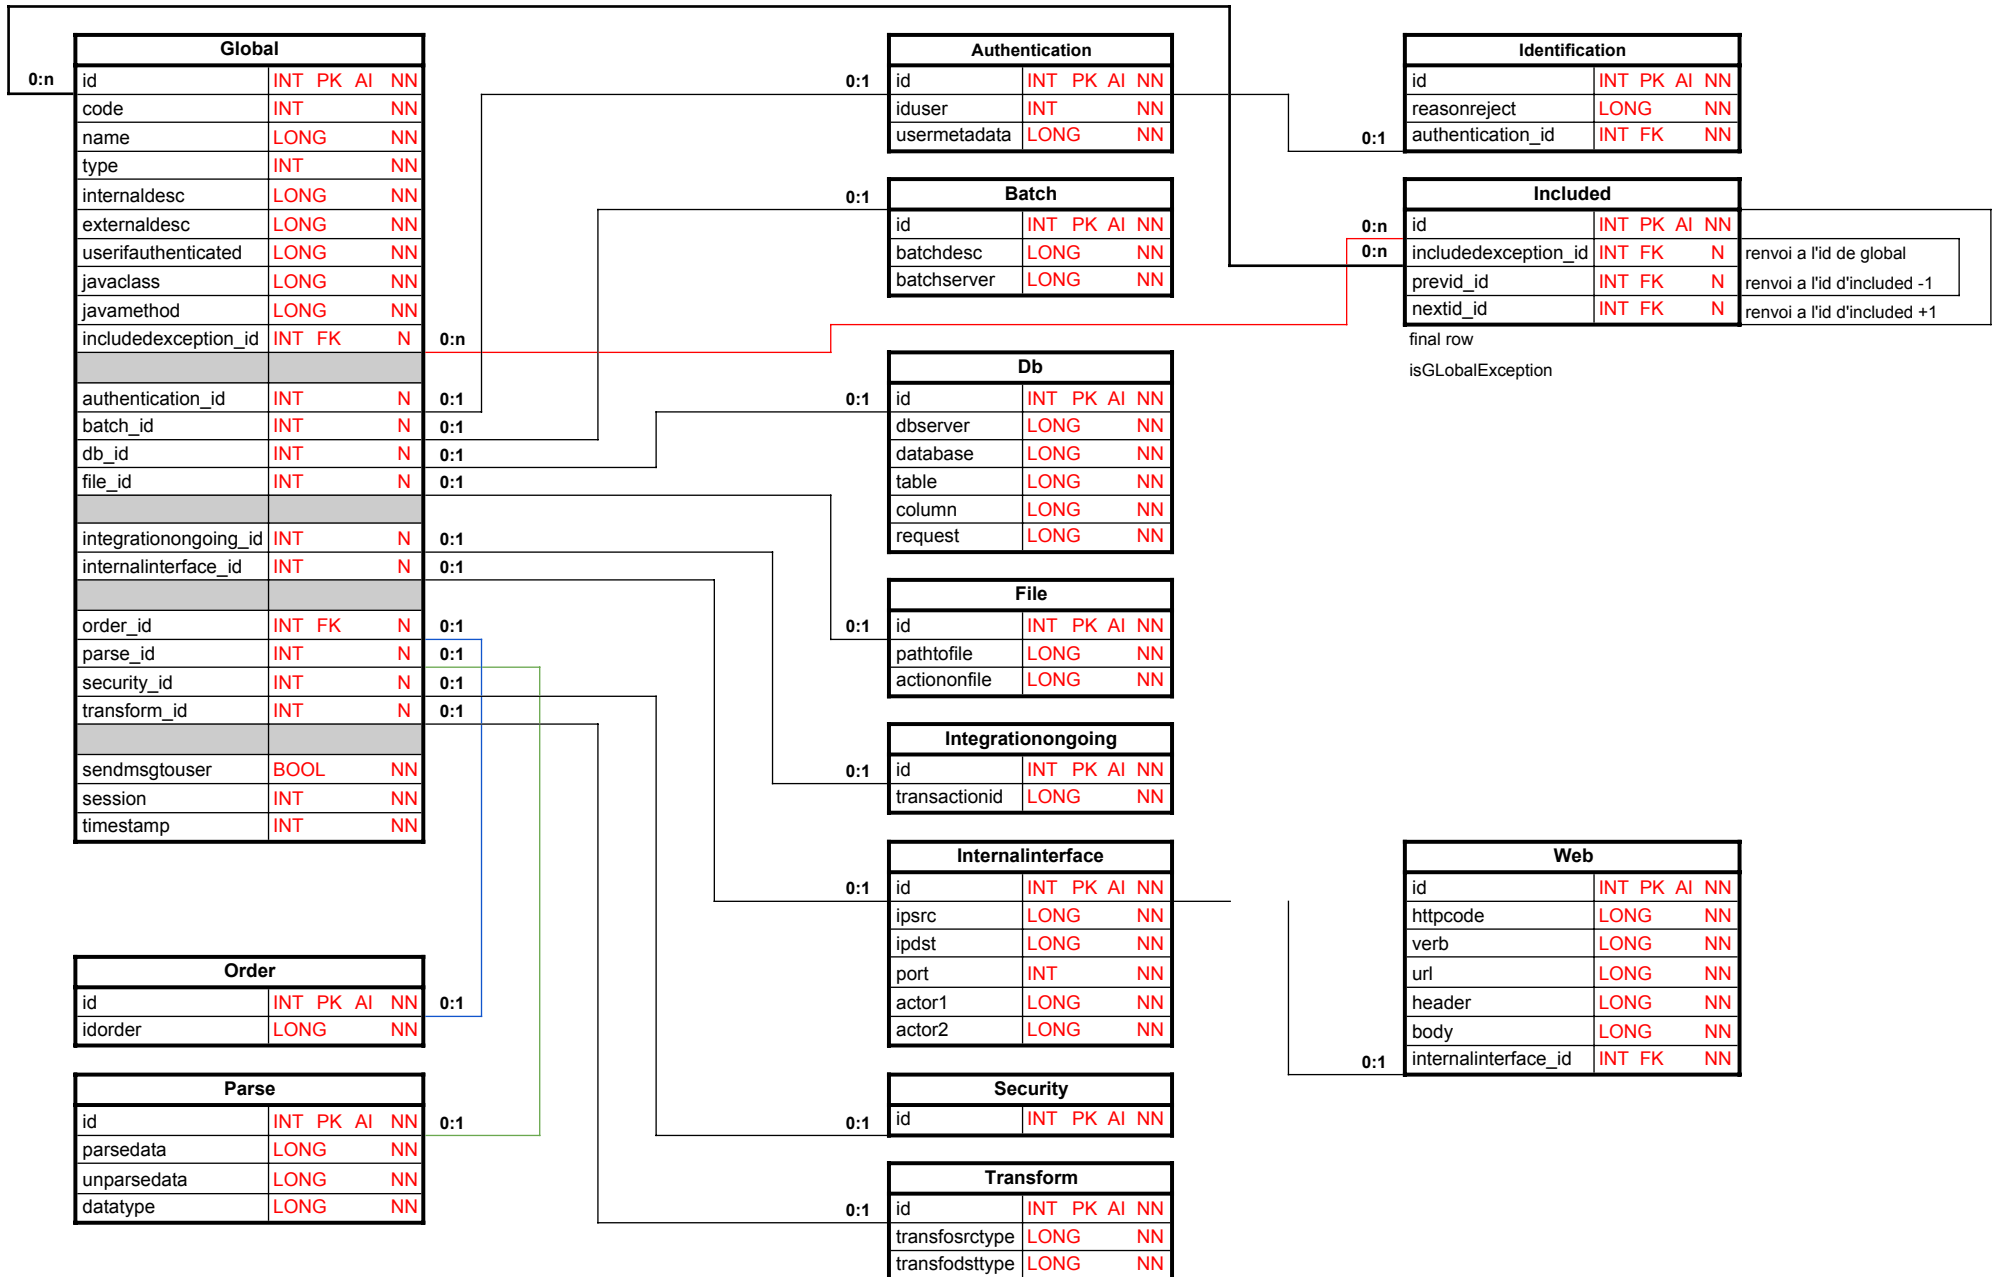 Global
0:n
id INT PK AI NN
code INT NN
name LONG NN
type INT NN
internaldesc LONG NN
externaldesc LONG NN
userifauthenticated LONG NN
javaclass LONG NN
javamethod LONG NN
includedexception_id INT FK N 0:n
authentication_id INT N 0:1
batch_id INT N 0:1
db_id INT N 0:1
file_id INT N 0:1
integrationongoing_id INT N 0:1
internalinterface_id INT N 0:1
order_id INT FK N 0:1
parse_id INT N 0:1
security_id INT N 0:1
transform_id INT N 0:1
sendmsgtouser BOOL NN
session INT NN
timestamp INT NN
Order
id INT PK AI NN 0:1
idorder LONG NN
Parse
id INT PK AI NN 0:1
parsedata LONG NN
unparsedata LONG NN
datatype LONG NN
Authentication
0:1 id INT PK AI NN
iduser INT NN
usermetadata LONG NN
0:1 Batch
id INT PK AI NN
batchdesc LONG NN
batchserver LONG NN
Db
0:1 id INT PK AI NN
dbserver LONG NN
database LONG NN
table LONG NN
column LONG NN
request LONG NN
File
0:1 id INT PK AI NN
pathtofile LONG NN
actiononfile LONG NN
Integrationongoing
0:1 id INT PK AI NN
transactionid LONG NN
Internalinterface
0:1 id INT PK AI NN
ipsrc LONG NN
ipdst LONG NN
port INT NN
actor1 LONG NN
actor2 LONG NN
Security
0:1 id INT PK AI NN
Transform
0:1 id INT PK AI NN
transfosrctype LONG NN
transfodsttype LONG NN
Identification
id INT PK AI NN
reasonreject LONG NN
0:1 authentication_id INT FK NN
Included
0:n id INT PK AI NN
0:n includedexception_id INT FK N renvoi a l'id de global
previd_id INT FK N renvoi a l'id d'included -1
nextid_id INT FK N renvoi a l'id d'included +1
final row
isGLobalException
Web
id INT PK AI NN
httpcode LONG NN
verb LONG NN
url LONG NN
header LONG NN
body LONG NN
0:1 internalinterface_id INT FK NN